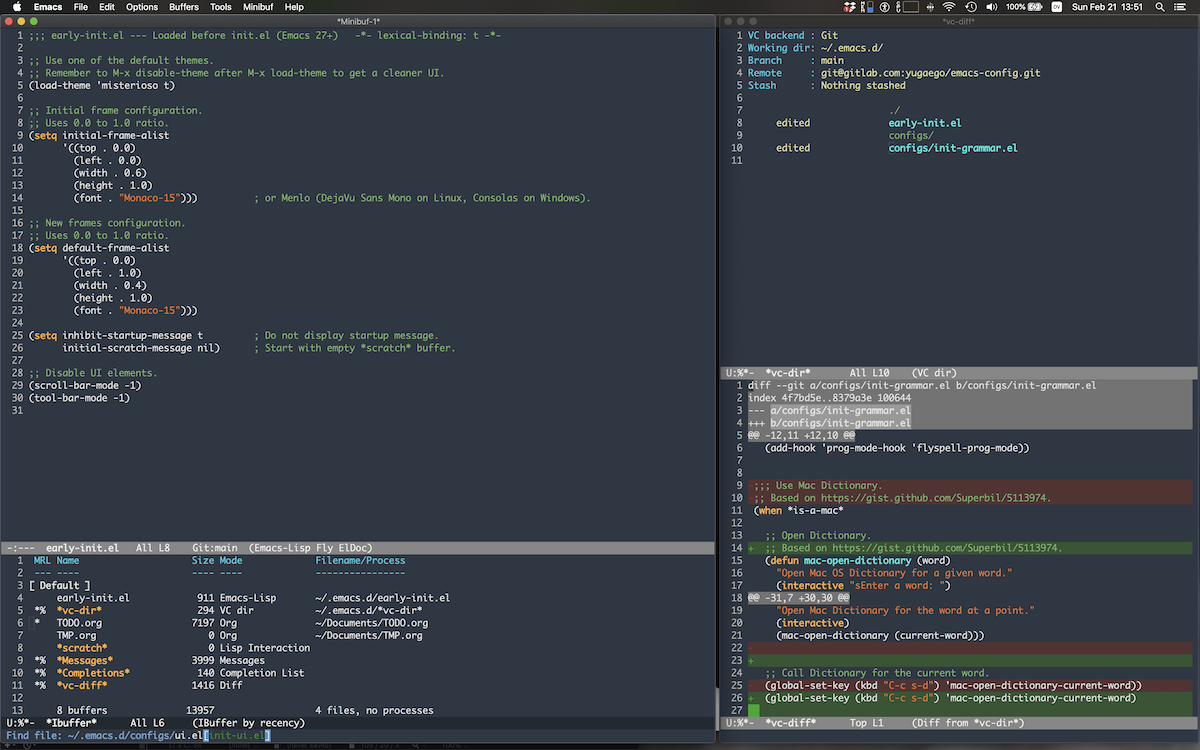 Emacs File Edit Options Buffers Tools Minibuf Help
100% Sun Feb 21 13:51
*Minibuf-1*
1 ;;; early-init.el --- Loaded before init.el (Emacs 27+) -*- lexical-binding: t -*-
2
3 ;; Use one of the default themes.
4 ;; Remember to M-x disable-theme after M-x load-theme to get a cleaner UI.
5 (load-theme 'misterioso t)
6
7 ;; Initial frame configuration.
8 ;; Uses 0.0 to 1.0 ratio.
9 (setq initial-frame-alist
10 '((top . 0.0)
11 (left . 0.0)
12 (width . 0.6)
13 (height . 1.0)
14 (font . "Monaco-15"))) ; or Menlo (DejaVu Sans Mono on Linux, Consolas on Windows).
15
16 ;; New frames configuration.
17 ;; Uses 0.0 to 1.0 ratio.
18 (setq default-frame-alist
19 '((top . 0.0)
20 (left . 1.0)
21 (width . 0.4)
22 (height . 1.0)
23 (font . "Monaco-15")))
24
25 (setq inhibit-startup-message t ; Do not display startup message.
26 initial-scratch-message nil) ; Start with empty *scratch* buffer.
27
28 ;; Disable UI elements.
29 (scroll-bar-mode -1)
30 (tool-bar-mode -1)
31
-:--- early-init.el All L8 Git:main (Emacs-Lisp Fly ElDoc)
1 MRL Name Size Mode Filename/Process
2 --- ---- ---- ---- ----------------
3 [ Default ]
4 early-init.el 911 Emacs-Lisp ~/.emacs.d/early-init.el
5 *% *vc-dir* 294 VC dir ~/.emacs.d/*vc-dir*
6 * TODO.org 7197 Org ~/Documents/TODO.org
7 TMP.org 0 Org ~/Documents/TMP.org
8 *scratch* 0 Lisp Interaction
9 *% *Messages* 3999 Messages
10 *% *Completions* 140 Completion List
11 *% *vc-diff* 1416 Diff
12
13 8 buffers 13957 4 files, no processes
U:%*- *Ibuffer* All L6 (IBuffer by recency)
Find file: ~/.emacs.d/configs/ui.el[init-ui.el]
*vc-diff*
1 VC backend : Git
2 Working dir: ~/.emacs.d/
3 Branch : main
4 Remote : git@gitlab.com:yugaego/emacs-config.git
5 Stash : Nothing stashed
6
7 ./
8 edited early-init.el
9 configs/
10 edited configs/init-grammar.el
11
U:%*- *vc-dir* All L10 (VC dir)
1 diff --git a/configs/init-grammar.el b/configs/init-grammar.el
2 index 4f7bd5e..8379a3e 100644
3 --- a/configs/init-grammar.el
4 +++ b/configs/init-grammar.el
5 @@ -12,11 +12,10 @@
6 (add-hook 'prog-mode-hook 'flyspell-prog-mode))
7
8
9 -;;; Use Mac Dictionary.
10 -;; Based on https://gist.github.com/Superbil/5113974.
11 (when *is-a-mac*
12
13 ;; Open Dictionary.
14 + ;; Based on https://gist.github.com/Superbil/5113974.
15 (defun mac-open-dictionary (word)
16 "Open Mac OS Dictionary for a given word."
17 (interactive "sEnter a word: ")
18 @@ -31,7 +30,30 @@
19 "Open Mac Dictionary for the word at a point."
20 (interactive)
21 (mac-open-dictionary (current-word)))
22 -
23 +
24 ;; Call Dictionary for the current word.
25 - (global-set-key (kbd "C-c s-d") 'mac-open-dictionary-current-word))
26 + (global-set-key (kbd "C-c s-d") 'mac-open-dictionary-current-word)
27
U:%*- *vc-diff* Top L1 (Diff from *vc-dir*)